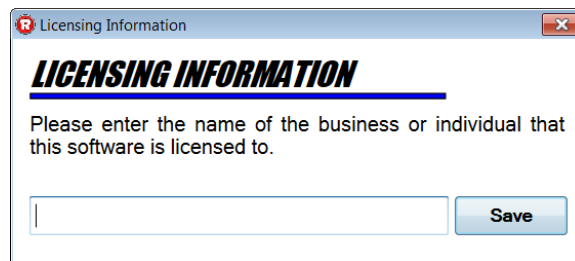 R Licensing Information
LICENSING INFORMATION
Please enter the name of the business or individual that
this software is licensed to.
Save